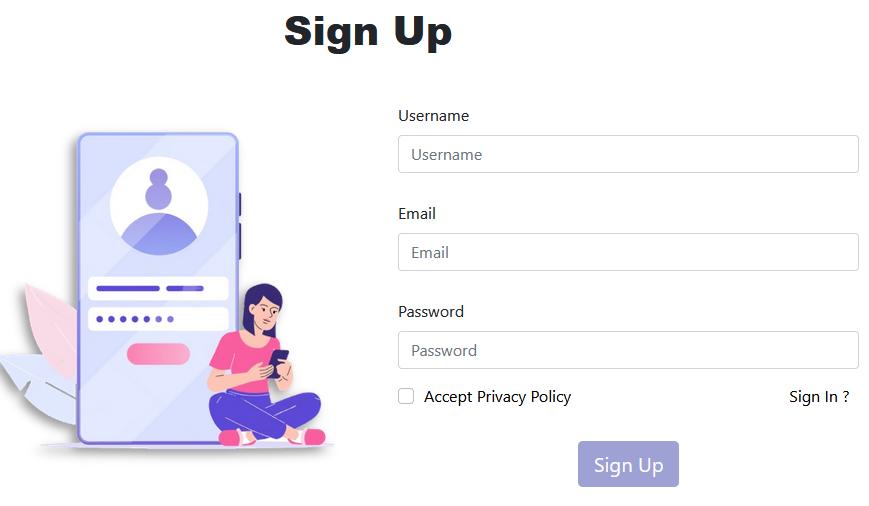 Sign Up
Username
Username
Email
Email
Password
Password
Accept Privacy Policy
Sign In ?
Sign Up